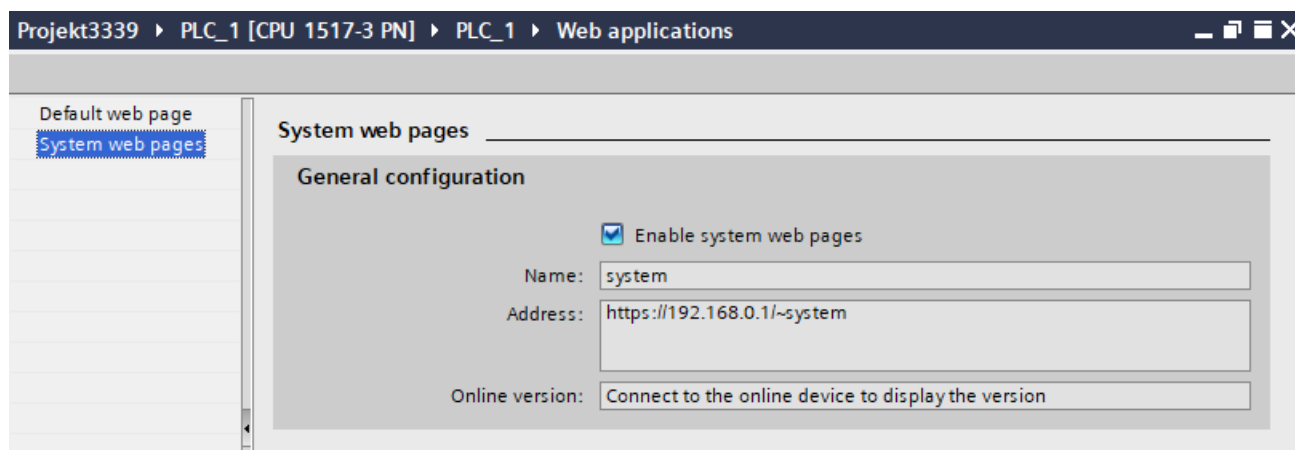 Projekt3339 ▸ PLC_1 [CPU 1517-3 PN] ▸ PLC_1 ▸ Web applications
Default web page
System web pages
System web pages
General configuration
Enable system web pages
Name: system
Address: https://192.168.0.1/~system
Online version: Connect to the online device to display the version